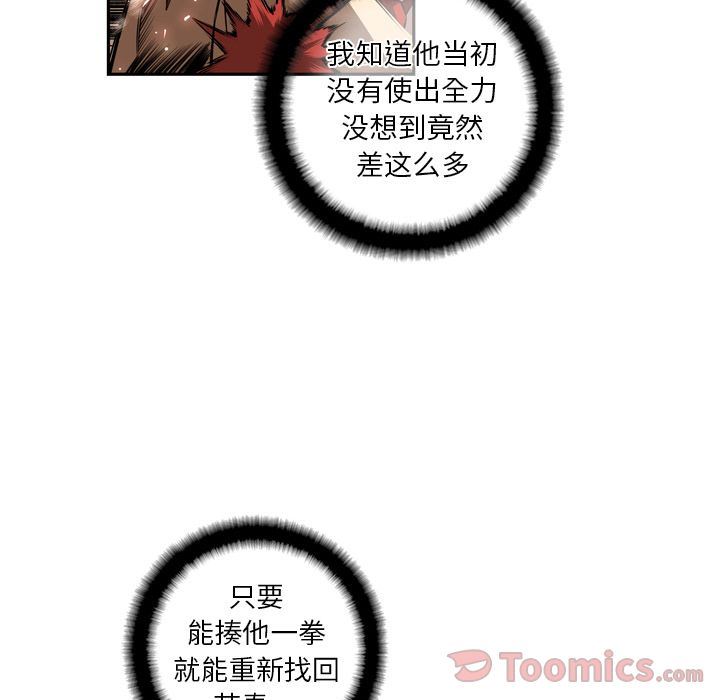 我知道他当初
没有使出全力
没想到竟然
差这么多
只要
能揍他一拳
就能重新找回
Toomics.com